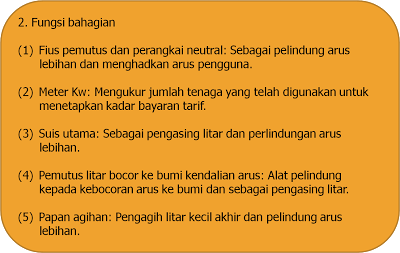 2. Fungsi bahagian
(1) Fius pemutus dan perangkai neutral: Sebagai pelindung arus
lebihan dan menghadkan arus pengguna.
(2) Meter Kw: Mengukur jumlah tenaga yang telah digunakan untuk
menetapkan kadar bayaran tarif.
(3) Suis utama: Sebagai pengasing litar dan perlindungan arus
lebihan.
(4) Pemutus litar bocor ke bumi kendalian arus: Alat pelindung
kepada kebocoran arus ke bumi dan sebagai pengasing litar.
(5) Papan agihan: Pengagih litar kecil akhir dan pelindung arus
lebihan.